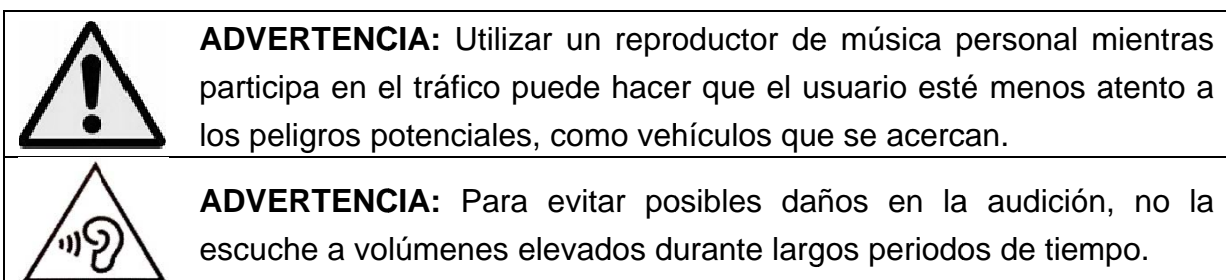 ADVERTENCIA: Utilizar un reproductor de música personal mientras
participa en el tráfico puede hacer que el usuario esté menos atento a
los peligros potenciales, como vehículos que se acercan.
ADVERTENCIA: Para evitar posibles daños en la audición, no la
escuche a volúmenes elevados durante largos periodos de tiempo.